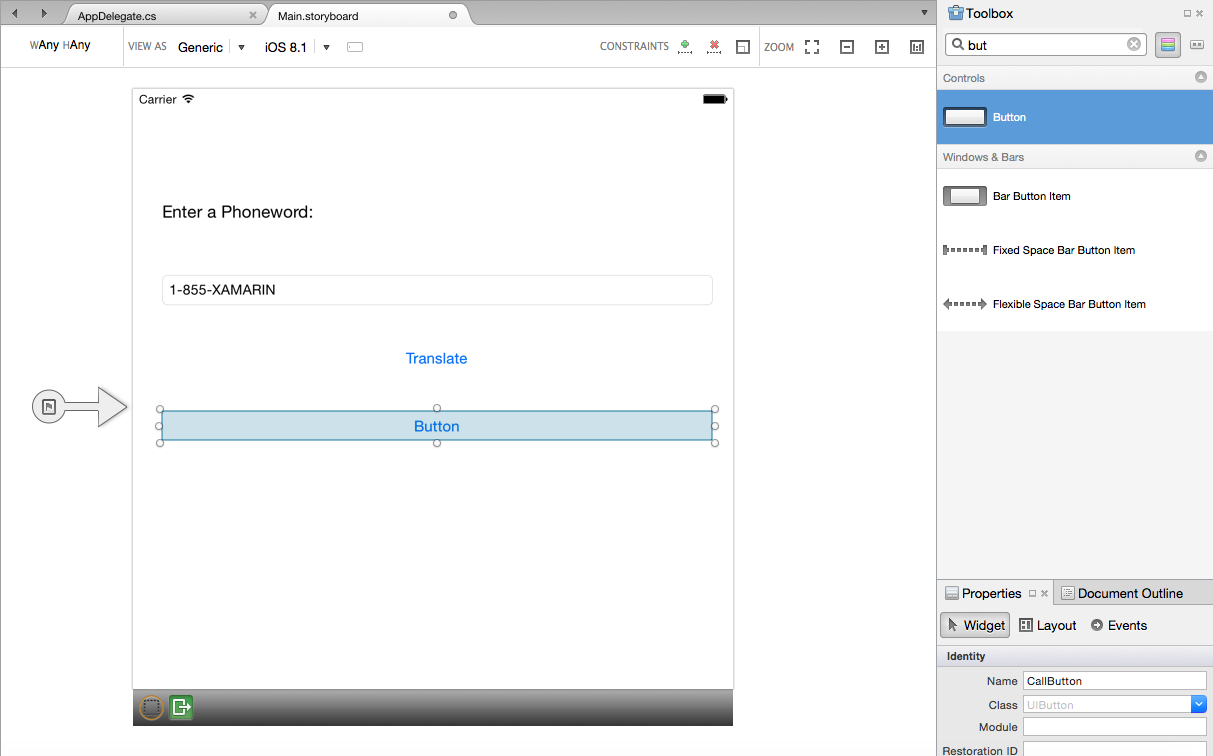 AppDelegate.cs
Main.storyboard
wAny hAny
VIEW AS Generic iOS 8.1
CONSTRAINTS
ZOOM
Carrier
Enter a Phoneword:
1-855-XAMARIN
Translate
Button
Toolbox
but
Controls
Button
Windows & Bars
Bar Button Item
Fixed Space Bar Button Item
Flexible Space Bar Button Item
Properties
Document Outline
Widget Layout Events
Identity
Name CallButton
Class UIButton
Module
Restoration ID